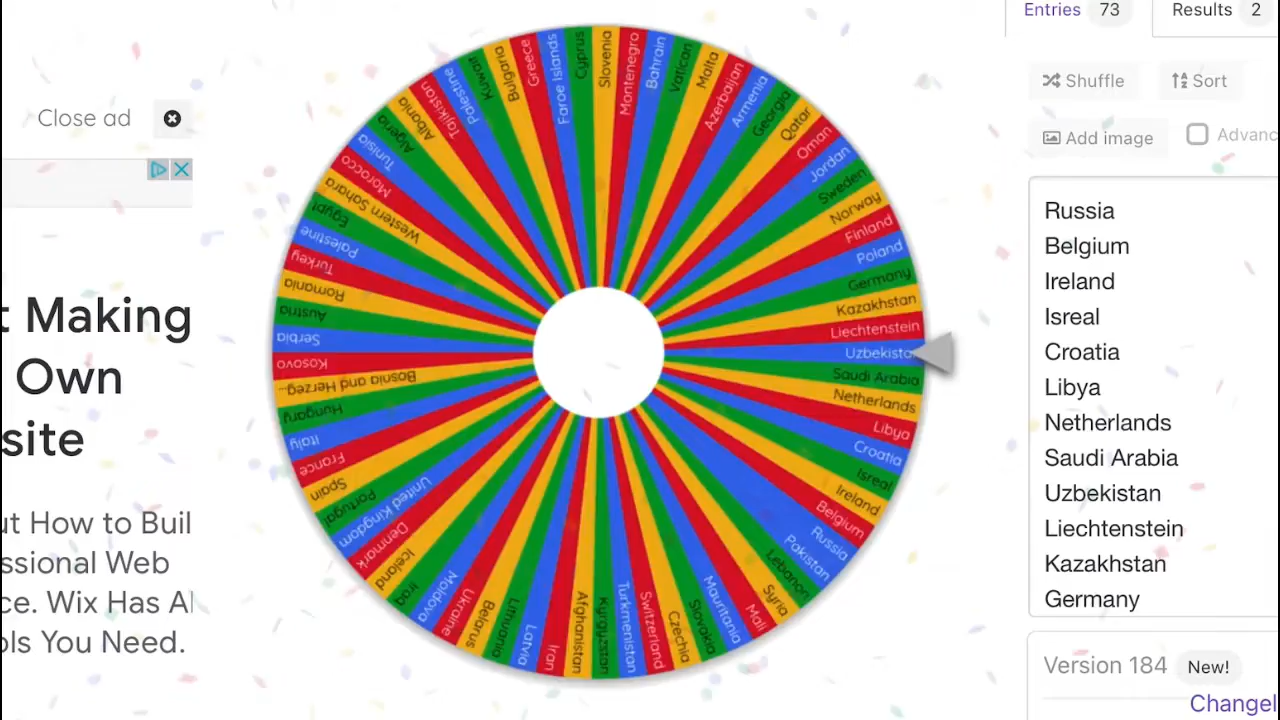 Entries 73
Results 2
Close ad
Shuffle
Sort
Add image
Advanc
t Making
Own
site
ut How to Buil
ssional Web
ce. Wix Has Al
ols You Need.
Slovenia
Montenegro
Bahrain
Vatican
Malta
Azerbaijan
Armenia
Georgia
Qatar
Oman
Jordan
Sweden
Norway
Finland
Poland
Germany
Kazakhstan
Liechtenstein
Uzbekista
Saudi Arabia
Netherlands
Libya
Croatia
Isreal
Ireland
Belgium
Russia
Pakistan
Lebanon
Syria
Mali
Mauritania
Slovakia
Czechia
Switzerland
Turkmenistan
Kyrgyzstan
Afghanistan
Iran
Latvia
Lithuania
Belarus
Ukraine
Moldova
Iraq
Iceland
Denmark
United Kingdom
Portugal
Spain
France
Italy
Hungary
Bosnia and Herzeg...
Kosovo
Serbia
Austria
Romania
Turkey
Palestine
Egypt
Western Sahara
Morocco
Tunisia
Algeria
Albania
Tajikistan
Palestine
Kuwait
Bulgaria
Greece
Faroe Islands
Cyprus
Russia
Belgium
Ireland
Isreal
Croatia
Libya
Netherlands
Saudi Arabia
Uzbekistan
Liechtenstein
Kazakhstan
Germany
Version 184 New!
Changel